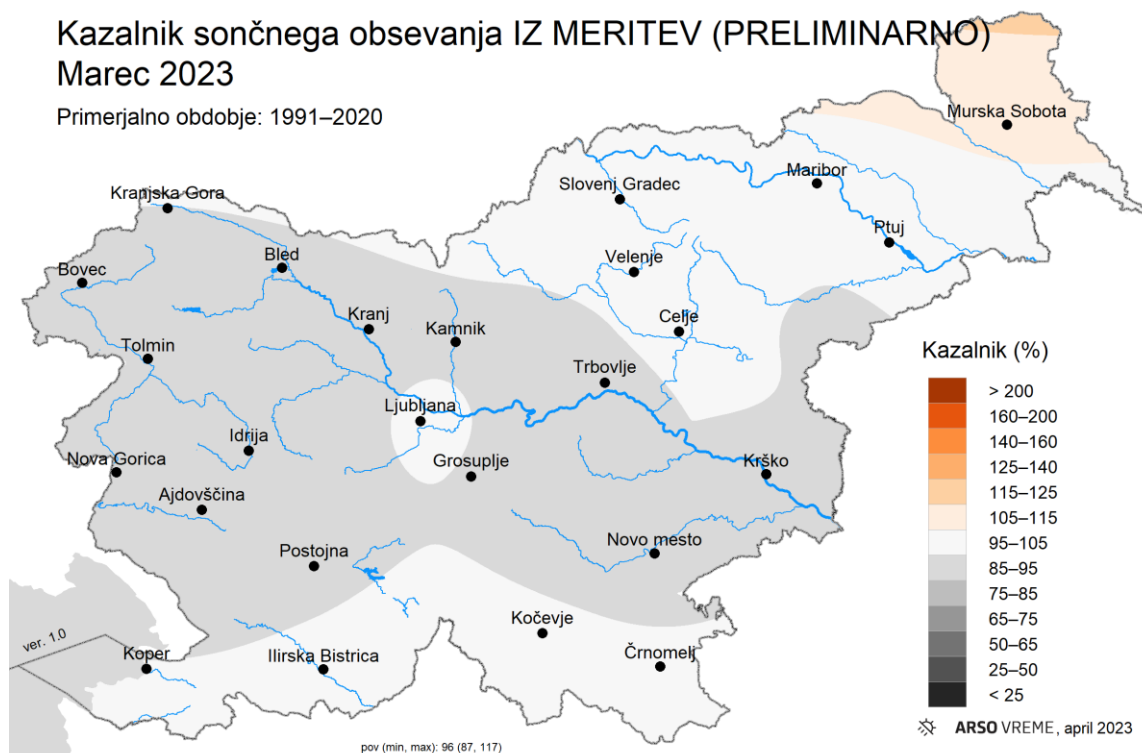 Kazalnik sončnega obsevanja IZ MERITEV (PRELIMINARNO)
Marec 2023
Primerjalno obdobje: 1991–2020
Murska Sobota
Maribor
Slovenj Gradec
Kranjska Gora
Ptuj
Bled
Velenje
Bovec
Kranj
Kamnik
Celje
Tolmin
Trbovlje
Ljubljana
Idrija
Nova Gorica
Grosuplje
Krško
Ajdovščina
Postojna
Novo mesto
Kočevje
ver. 1.0
Koper
Ilirska Bistrica
Črnomelj
Kazalnik (%)
> 200
160–200
140–160
125–140
115–125
105–115
95–105
85–95
75–85
65–75
50–65
25–50
< 25
ARSO VREME, april 2023
pov (min, max): 96 (87, 117)